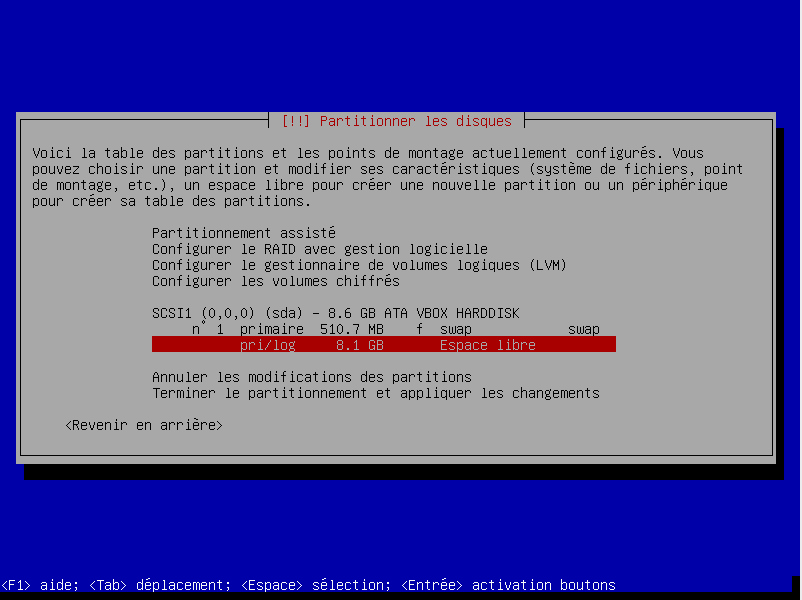 [!!] Partitionner les disques
Voici la table des partitions et les points de montage actuellement configurés. Vous
pouvez choisir une partition et modifier ses caractéristiques (système de fichiers, point
de montage, etc.), un espace libre pour créer une nouvelle partition ou un périphérique
pour créer sa table des partitions.
Partitionnement assisté
Configurer le RAID avec gestion logicielle
Configurer le gestionnaire de volumes logiques (LVM)
Configurer les volumes chiffrés
SCSI1 (0,0,0) (sda) - 8.6 GB ATA VBOX HARDDISK
n° 1 primaire 510.7 MB f swap swap
pri/log 8.1 GB Espace libre
Annuler les modifications des partitions
Terminer le partitionnement et appliquer les changements
<Revenir en arrière>
<F1> aide; <Tab> déplacement; <Espace> sélection; <Entrée> activation boutons